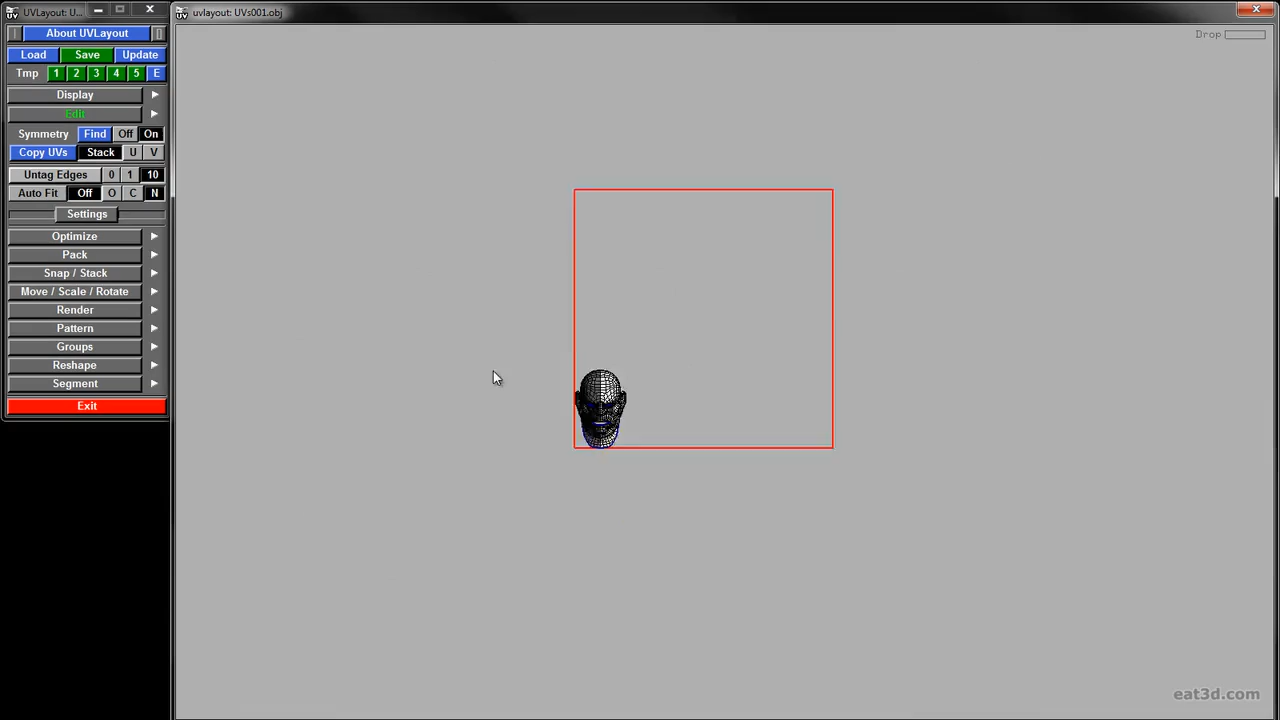 UVLayout: U...
uvlayout: UVs001.obj
About UVLayout
Load Save Update
Tmp 1 2 3 4 5 E
Display
Edit
Symmetry Find Off On
Copy UVs Stack U V
Untag Edges 0 1 10
Auto Fit Off O C N
Settings
Optimize
Pack
Snap / Stack
Move / Scale / Rotate
Render
Pattern
Groups
Reshape
Segment
Exit
Drop
eat3d.com